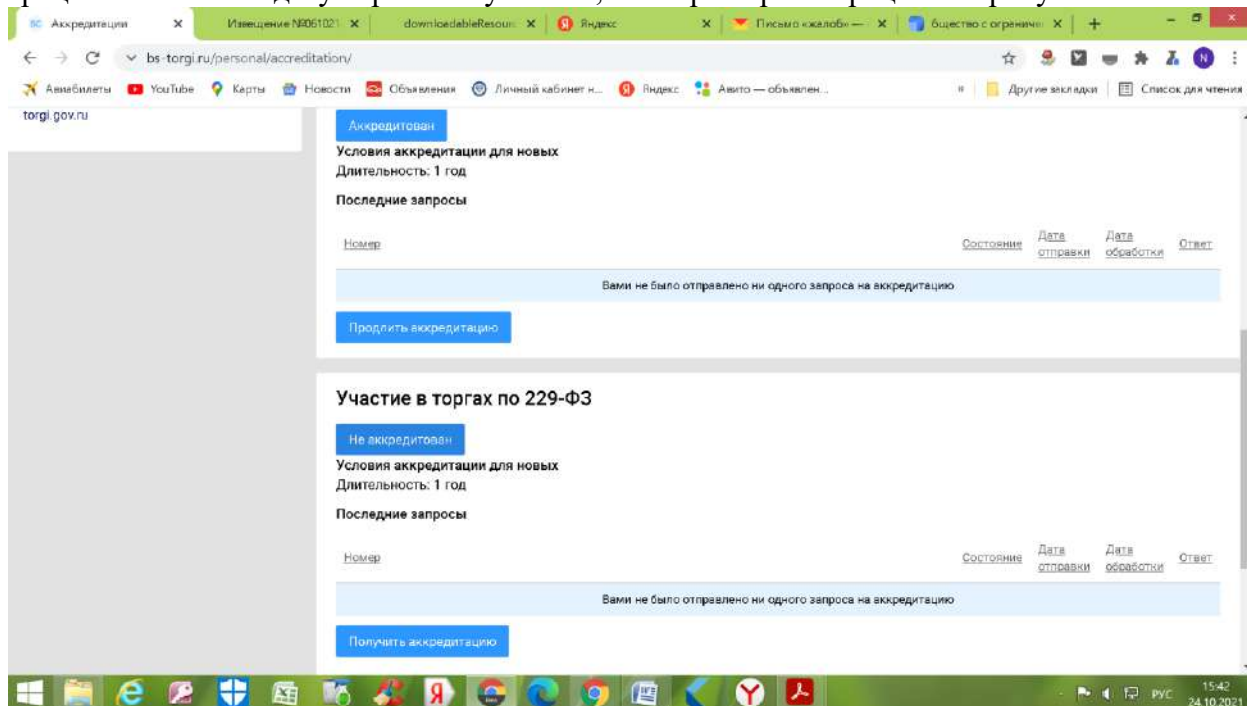 Аккредитации
Извещение №061021
downloadableResour
Яндекс
Письмо «жалоба» —
бщество с ограничен
bs-torgi.ru/personal/accreditation/
Авиабилеты YouTube Карты Новости Объявления Личный кабинет н... Яндекс Авито — объявлен...
Другие закладки Список для чтения
torgi.gov.ru
Аккредитован
Условия аккредитации для новых
Длительность: 1 год
Последние запросы
Номер Состояние Дата отправки Дата обработки Ответ
Вами не было отправлено ни одного запроса на аккредитацию
Продлить аккредитацию
Участие в торгах по 229-ФЗ
Не аккредитован
Условия аккредитации для новых
Длительность: 1 год
Последние запросы
Номер Состояние Дата отправки Дата обработки Ответ
Вами не было отправлено ни одного запроса на аккредитацию
Получить аккредитацию
РУС
15:42
24.10.2021